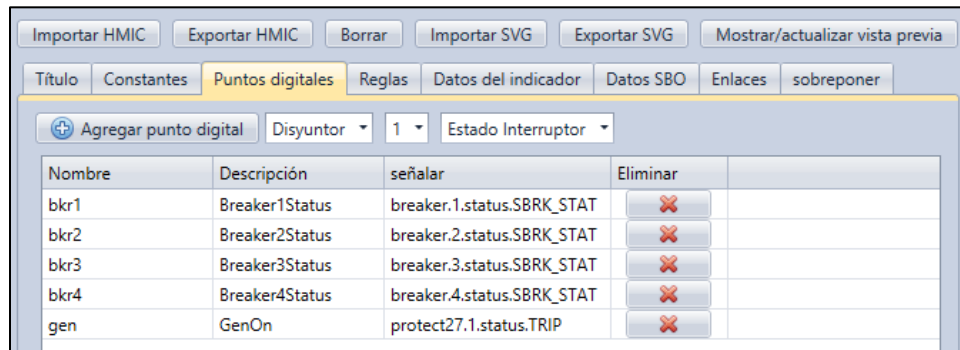 Importar HMIC Exportar HMIC Borrar Importar SVG Exportar SVG Mostrar/actualizar vista previa
Título Constantes Puntos digitales Reglas Datos del indicador Datos SBO Enlaces sobreponer
Agregar punto digital Disyuntor 1 Estado Interruptor
Nombre Descripción señalar Eliminar
bkr1 Breaker1Status breaker.1.status.SBRK_STAT
bkr2 Breaker2Status breaker.2.status.SBRK_STAT
bkr3 Breaker3Status breaker.3.status.SBRK_STAT
bkr4 Breaker4Status breaker.4.status.SBRK_STAT
gen GenOn protect27.1.status.TRIP